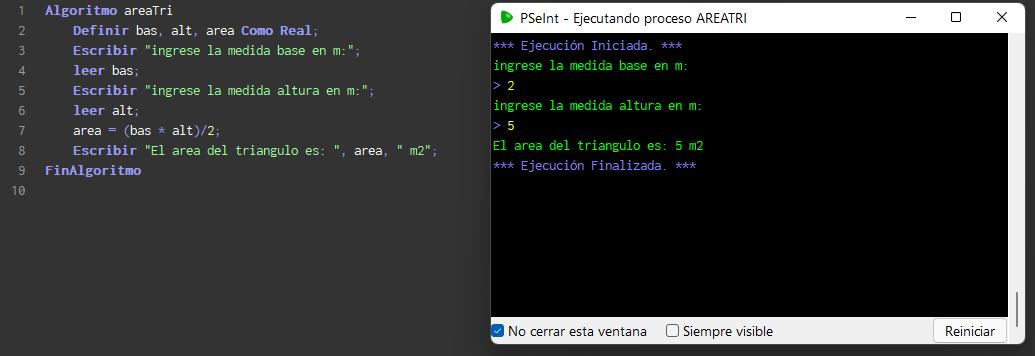 1 Algoritmo areaTri
2 Definir bas, alt, area Como Real;
3 Escribir "ingrese la medida base en m:";
4 leer bas;
5 Escribir "ingrese la medida altura en m:";
6 leer alt;
7 area = (bas * alt)/2;
8 Escribir "El area del triangulo es: ", area, " m2";
9 FinAlgoritmo
10
PSeInt - Ejecutando proceso AREATRI
*** Ejecución Iniciada. ***
ingrese la medida base en m:
> 2
ingrese la medida altura en m:
> 5
El area del triangulo es: 5 m2
*** Ejecución Finalizada. ***
No cerrar esta ventana
Siempre visible
Reiniciar